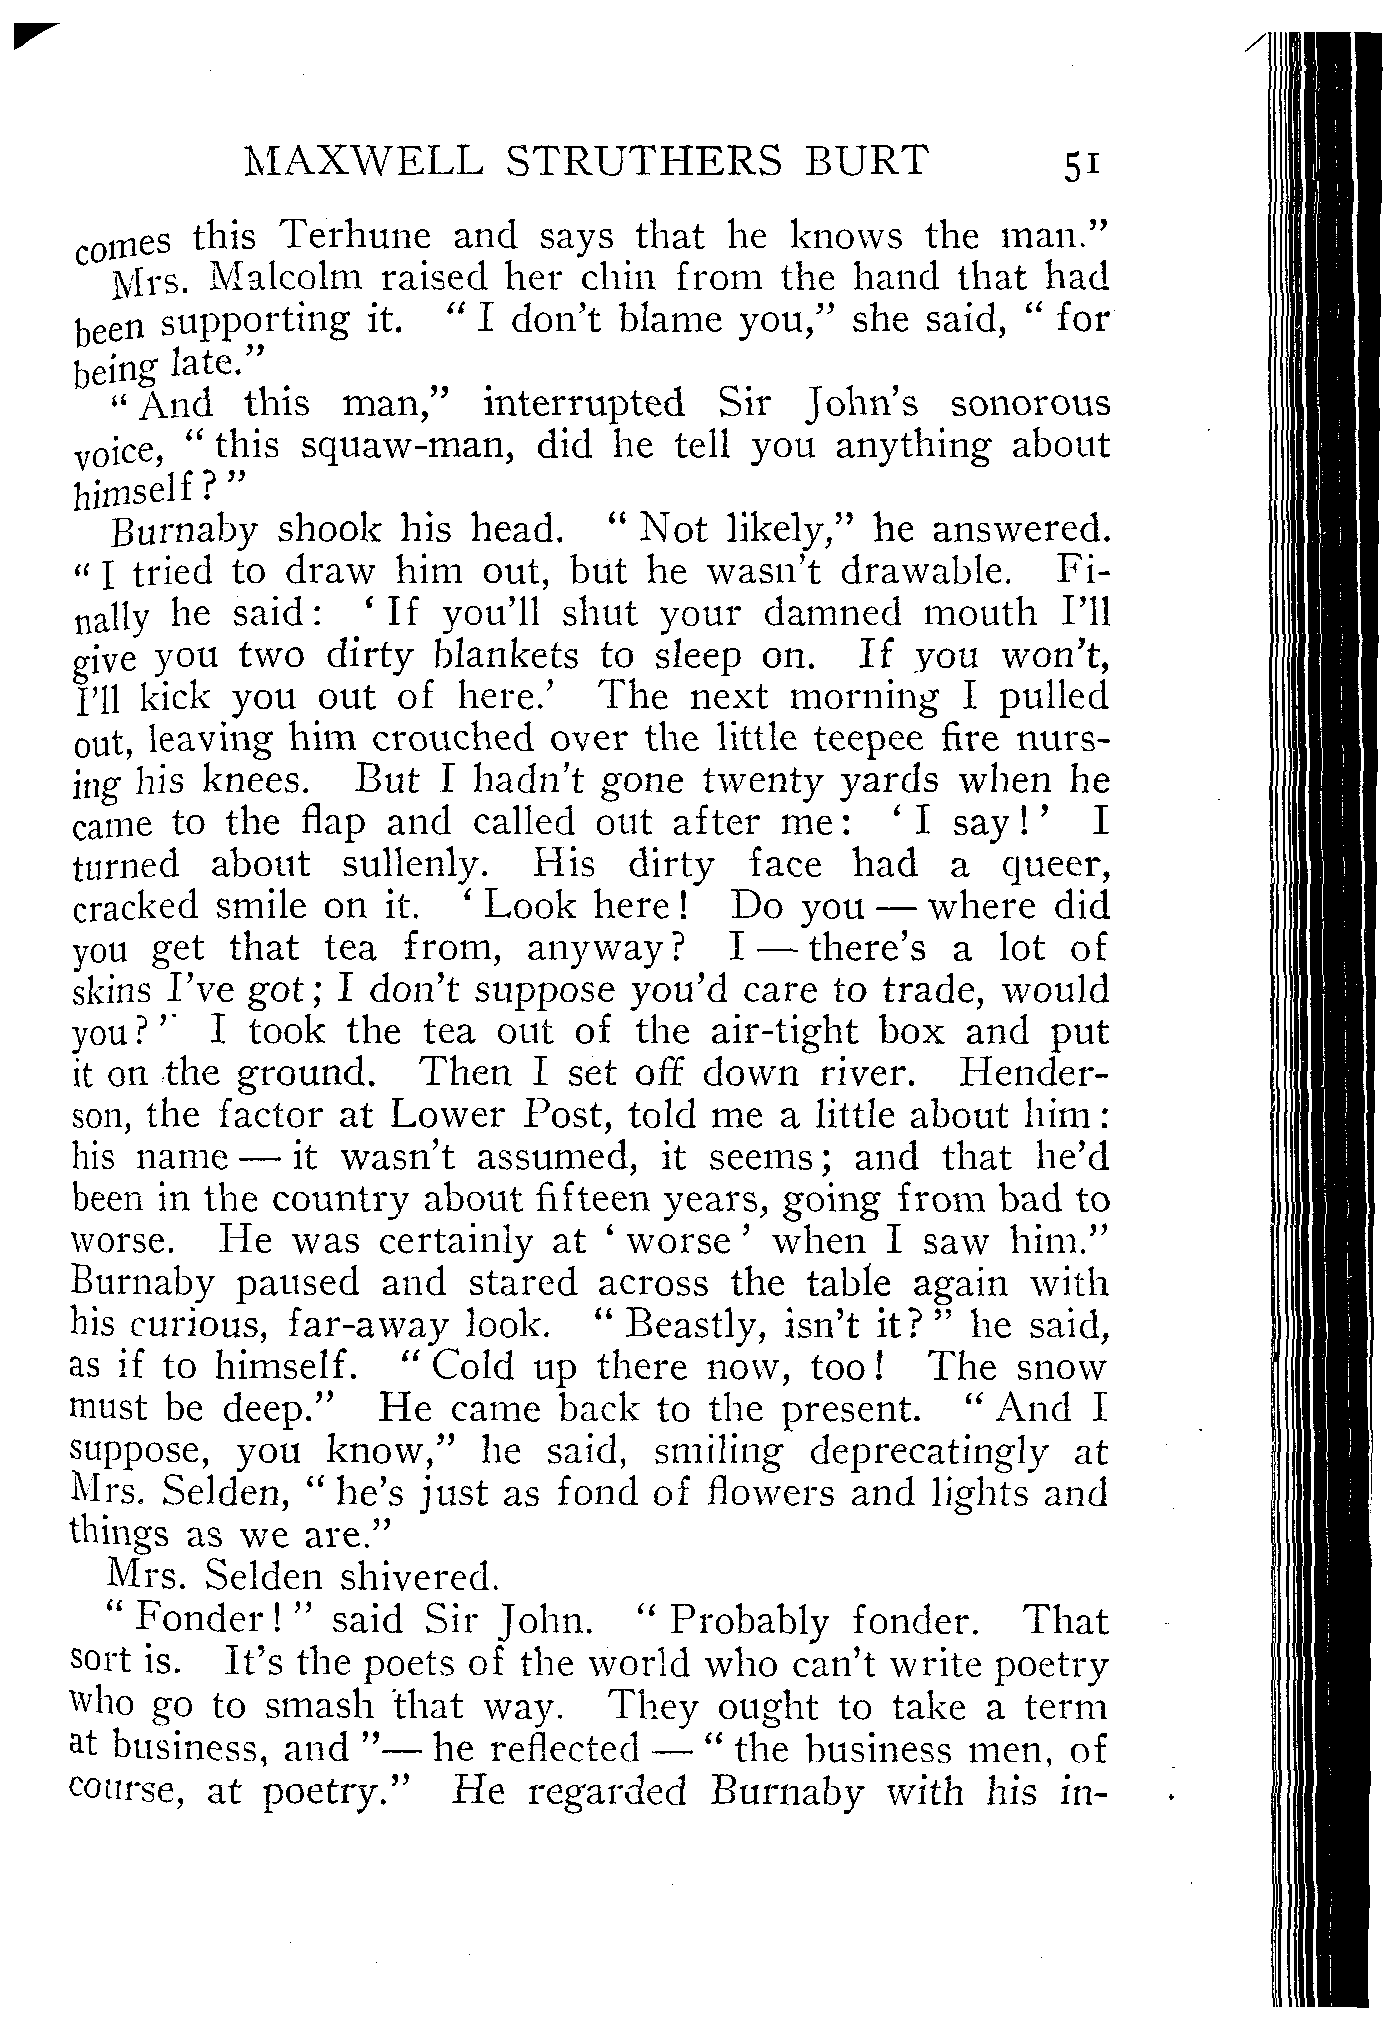 MAXWELL STRUTHERS BURT 51
comes this Terhune and says that he knows the man."
Mrs. Malcolm raised her chin from the hand that had
been supporting it. " I don't blame you," she said, " for
being late."
" And this man," interrupted Sir John's sonorous
voice, " this squaw-man, did he tell you anything about
himself? "
Burnaby shook his head. " Not likely," he answered.
" I tried to draw him out, but he wasn't drawable. Fi-
nally he said: ' If you'll shut your damned mouth I'll
give you two dirty blankets to sleep on. If you won't,
I'll kick you out of here.' The next morning I pulled
out, leaving him crouched over the little teepee fire nurs-
ing his knees. But I hadn't gone twenty yards when he
came to the flap and called out after me: ' I say! ' I
turned about sullenly. His dirty face had a queer,
cracked smile on it. ' Look here! Do you — where did
you get that tea from, anyway? I — there's a lot of
skins I've got; I don't suppose you'd care to trade, would
you? ' I took the tea out of the air-tight box and put
it on the ground. Then I set off down river. Hender-
son, the factor at Lower Post, told me a little about him:
his name — it wasn't assumed, it seems; and that he'd
been in the country about fifteen years, going from bad to
worse. He was certainly at ' worse ' when I saw him."
Burnaby paused and stared across the table again with
his curious, far-away look. " Beastly, isn't it? " he said,
as if to himself. " Cold up there now, too! The snow
must be deep." He came back to the present. " And I
suppose, you know," he said, smiling deprecatingly at
Mrs. Selden, " he's just as fond of flowers and lights and
things as we are."
Mrs. Selden shivered.
" Fonder! " said Sir John. " Probably fonder. That
sort is. It's the poets of the world who can't write poetry
who go to smash that way. They ought to take a term
at business, and "— he reflected — " the business men, of
course, at poetry." He regarded Burnaby with his in-